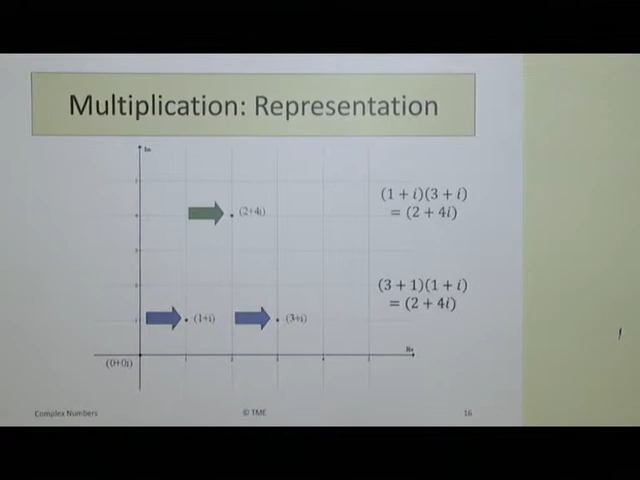 Multiplication: Representation
Im
4
(2+4i)
(1 + i)(3 + i)
= (2 + 4i)
(3 + 1)(1 + i)
= (2 + 4i)
(1+i)
(3+i)
Re
(0+0i)
Complex Numbers
© TME
16